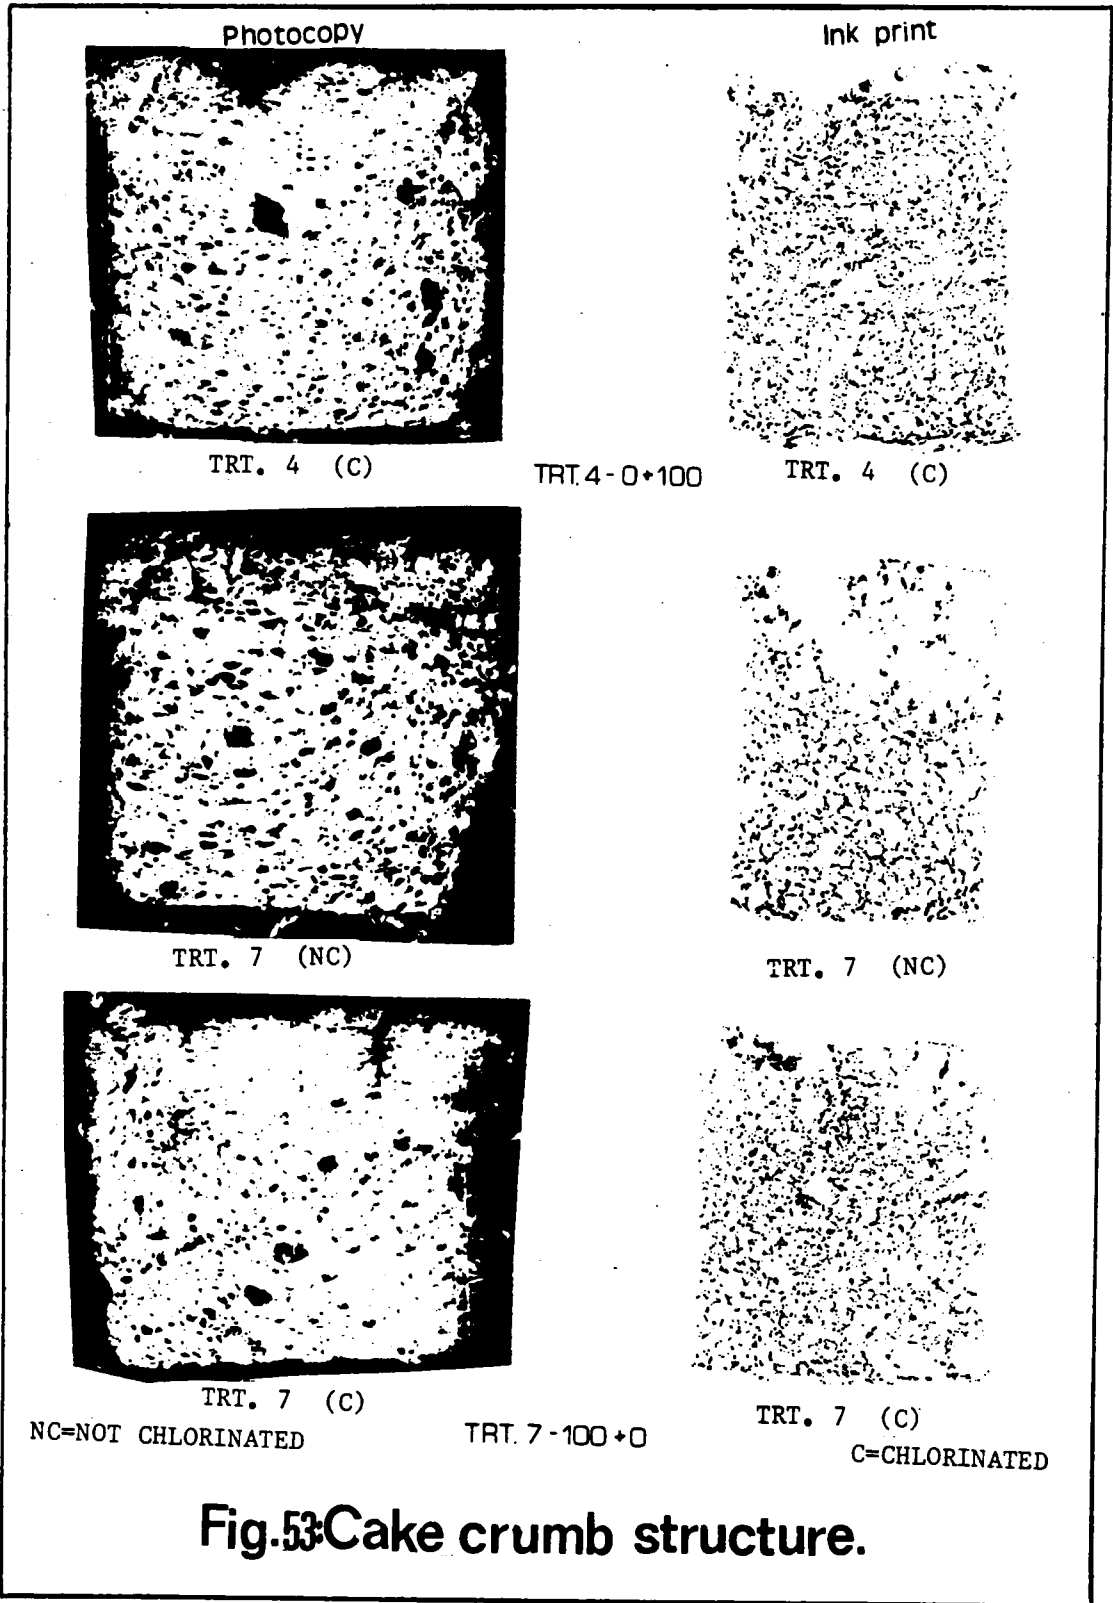 Photocopy
Ink print
TRT. 4 (C)
TRT. 4 - 0+100
TRT. 4 (C)
TRT. 7 (NC)
TRT. 7 (NC)
TRT. 7 (C)
TRT. 7 (C)
NC=NOT CHLORINATED
TRT. 7 - 100 + 0
C=CHLORINATED
Fig.53:Cake crumb structure.